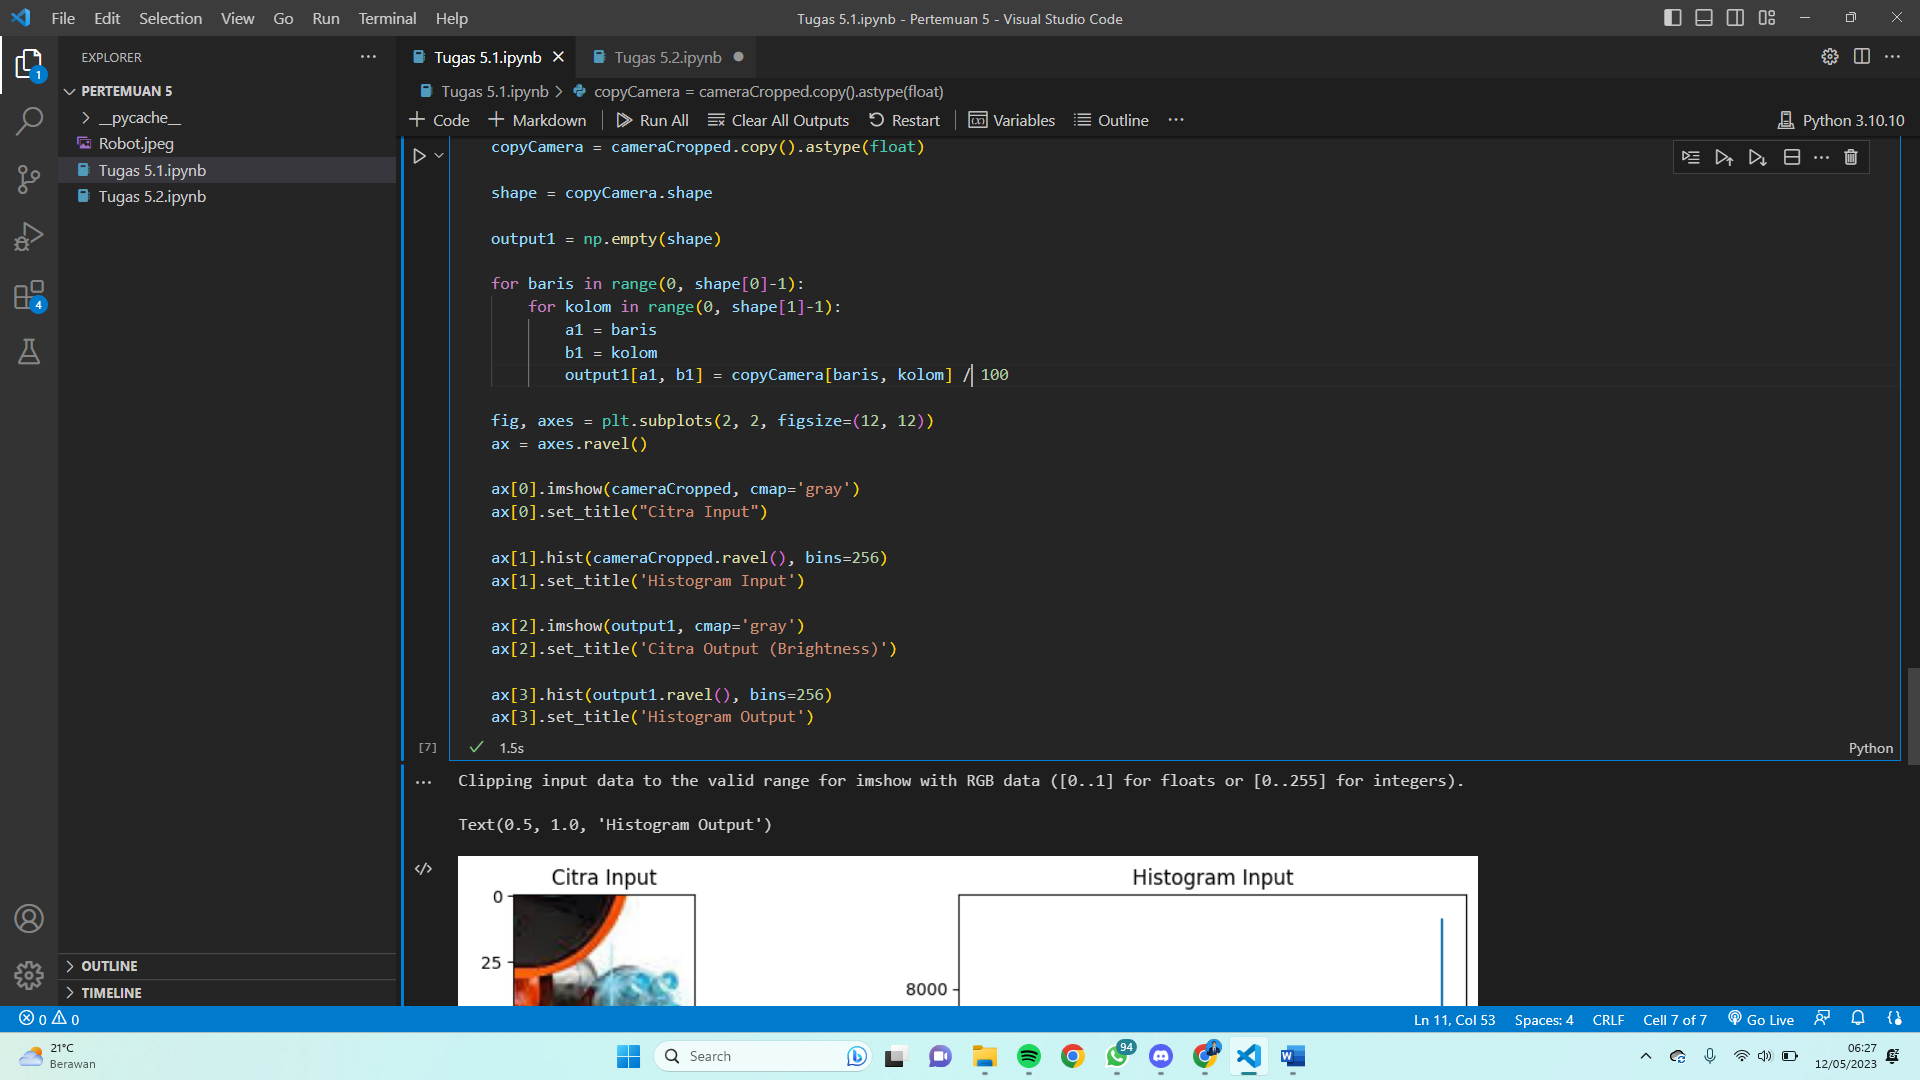 File Edit Selection View Go Run Terminal Help
Tugas 5.1.ipynb - Pertemuan 5 - Visual Studio Code
EXPLORER
PERTEMUAN 5
__pycache__
Robot.jpeg
Tugas 5.1.ipynb
Tugas 5.2.ipynb
OUTLINE
TIMELINE
1
4
Tugas 5.1.ipynb
Tugas 5.2.ipynb
Tugas 5.1.ipynb > copyCamera = cameraCropped.copy().astype(float)
+ Code + Markdown Run All Clear All Outputs Restart Variables Outline ...
Python 3.10.10
copyCamera = cameraCropped.copy().astype(float)
shape = copyCamera.shape
output1 = np.empty(shape)
for baris in range(0, shape[0]-1):
for kolom in range(0, shape[1]-1):
a1 = baris
b1 = kolom
output1[a1, b1] = copyCamera[baris, kolom] / 100
fig, axes = plt.subplots(2, 2, figsize=(12, 12))
ax = axes.ravel()
ax[0].imshow(cameraCropped, cmap='gray')
ax[0].set_title("Citra Input")
ax[1].hist(cameraCropped.ravel(), bins=256)
ax[1].set_title('Histogram Input')
ax[2].imshow(output1, cmap='gray')
ax[2].set_title('Citra Output (Brightness)')
ax[3].hist(output1.ravel(), bins=256)
ax[3].set_title('Histogram Output')
[7] 1.5s
Python
Clipping input data to the valid range for imshow with RGB data ([0..1] for floats or [0..255] for integers).
Text(0.5, 1.0, 'Histogram Output')
Citra Input
0
25
Histogram Input
8000
0 0
Ln 11, Col 53 Spaces: 4 CRLF Cell 7 of 7 Go Live
21°C
Berawan
Search
94
06:27
12/05/2023